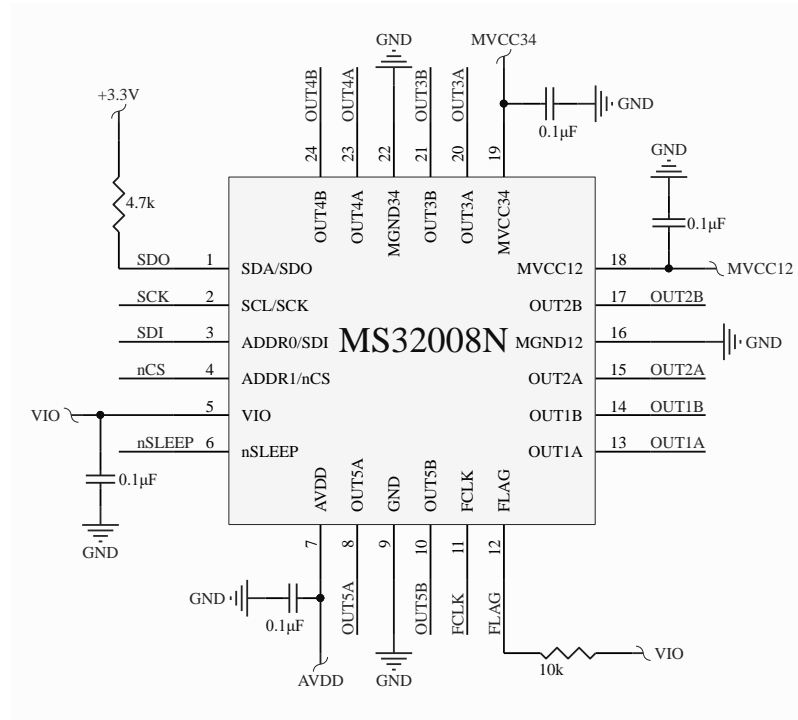 GND
MVCC34
OUT4B
OUT4A
OUT3B
OUT3A
+3.3V
GND
0.1μF
24
23
22
21
20
19
GND
4.7k
OUT4B
OUT4A
MGND34
OUT3B
OUT3A
MVCC34
0.1μF
SDO 1 SDA/SDO
MVCC12 18
MVCC12
SCK 2 SCL/SCK
OUT2B 17 OUT2B
SDI 3 ADDR0/SDI
MS32008N
MGND12 16
GND
nCS 4 ADDR1/nCS
OUT2A 15 OUT2A
VIO
5 VIO
OUT1B 14 OUT1B
nSLEEP 6 nSLEEP
OUT1A 13 OUT1A
0.1μF
GND
AVDD
OUT5A
GND
OUT5B
FCLK
FLAG
7
8
9
10
11
12
GND
0.1μF
OUT5A
OUT5B
FCLK
FLAG
AVDD
GND
10k
VIO